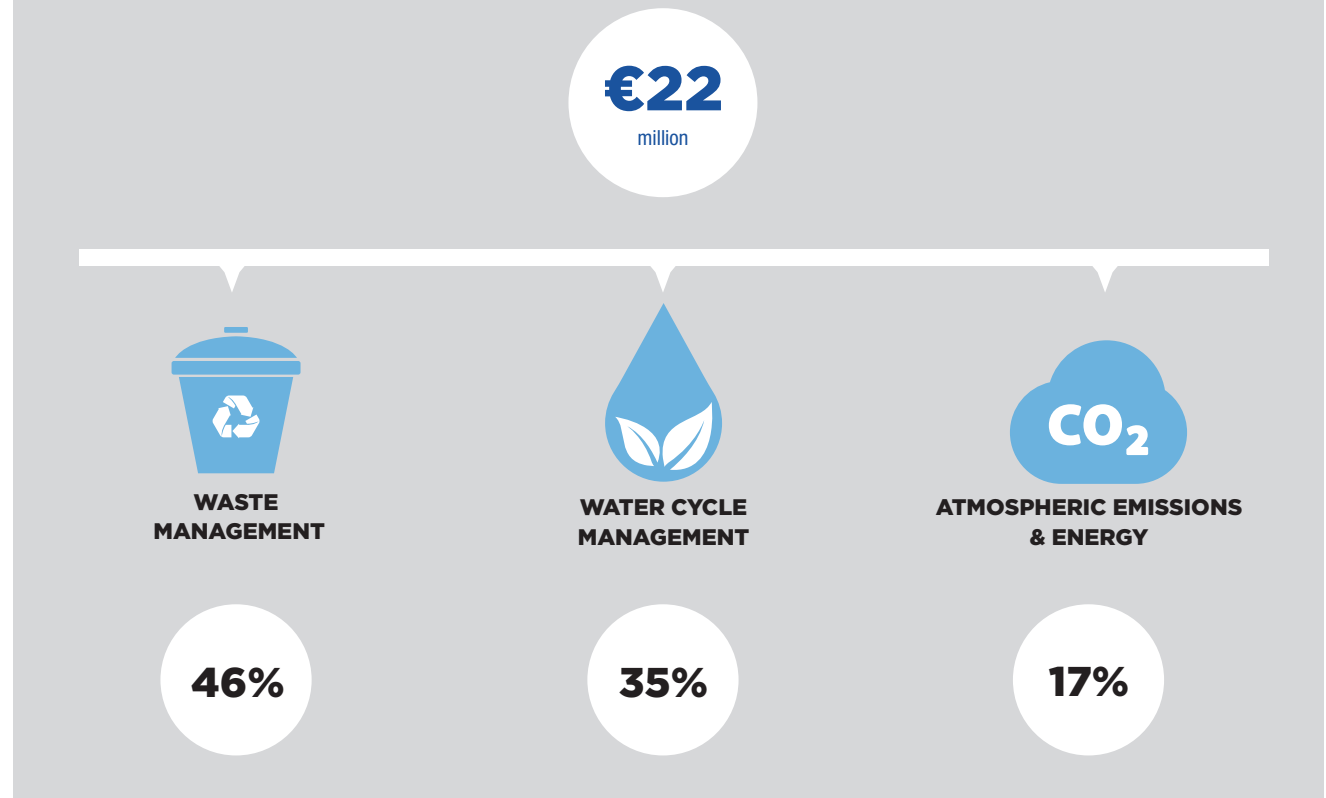 €22
million
CO₂
WASTE
MANAGEMENT
WATER CYCLE
MANAGEMENT
ATMOSPHERIC EMISSIONS
& ENERGY
46%
35%
17%